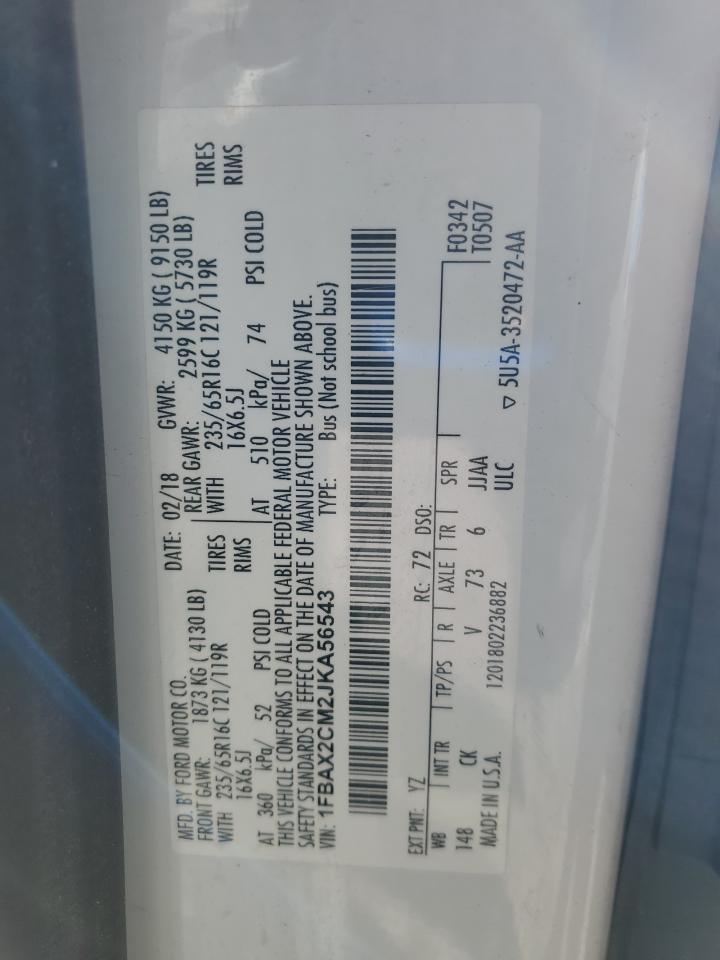 MFD. BY FORD MOTOR CO. DATE: 02/18 GVWR: 4150 KG ( 9150 LB)
FRONT GAWR: 1873 KG ( 4130 LB) REAR GAWR: 2599 KG ( 5730 LB)
WITH 235/65R16C 121/119R TIRES WITH 235/65R16C 121/119R TIRES
16X6.5J RIMS 16X6.5J RIMS
AT 360 kPa/ 52 PSI COLD AT 510 kPa/ 74 PSI COLD
THIS VEHICLE CONFORMS TO ALL APPLICABLE FEDERAL MOTOR VEHICLE
SAFETY STANDARDS IN EFFECT ON THE DATE OF MANUFACTURE SHOWN ABOVE.
VIN: 1FBAX2CM2JKA56543 TYPE: Bus (Not school bus)
EXT PNT: YZ RC: 72 DSO:
WB INT TR TP/PS R AXLE TR SPR F0342
148 CK V 73 6 JJAA T0507
MADE IN U.S.A. 1201802236882 ULC ▽ 5U5A-3520472-AA